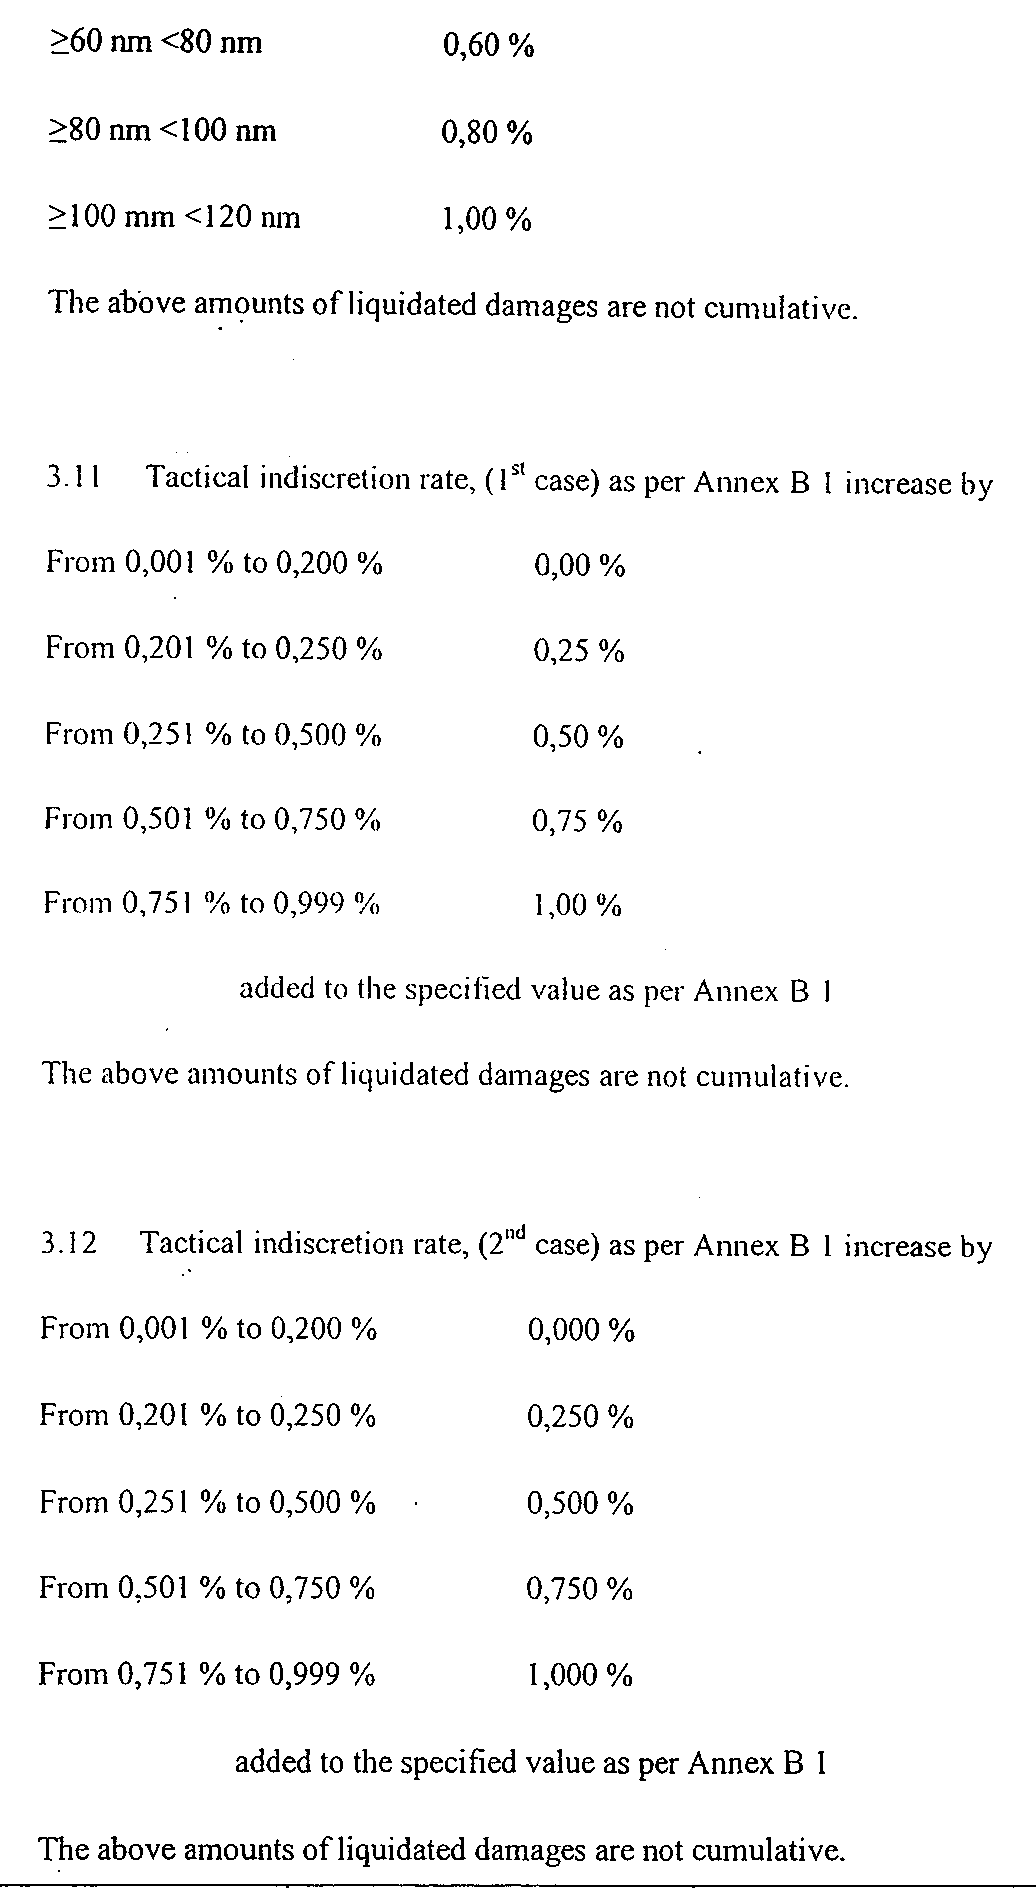 ≥60 nm <80 nm 0,60 %
≥80 nm <100 nm 0,80 %
≥100 mm <120 nm 1,00 %
The above amounts of liquidated damages are not cumulative.
3.11 Tactical indiscretion rate, (1st case) as per Annex B 1 increase by
From 0,001 % to 0,200 % 0,00 %
From 0,201 % to 0,250 % 0,25 %
From 0,251 % to 0,500 % 0,50 %
From 0,501 % to 0,750 % 0,75 %
From 0,751 % to 0,999 % 1,00 %
added to the specified value as per Annex B 1
The above amounts of liquidated damages are not cumulative.
3.12 Tactical indiscretion rate, (2nd case) as per Annex B 1 increase by
From 0,001 % to 0,200 % 0,000 %
From 0,201 % to 0,250 % 0,250 %
From 0,251 % to 0,500 % 0,500 %
From 0,501 % to 0,750 % 0,750 %
From 0,751 % to 0,999 % 1,000 %
added to the specified value as per Annex B 1
The above amounts of liquidated damages are not cumulative.